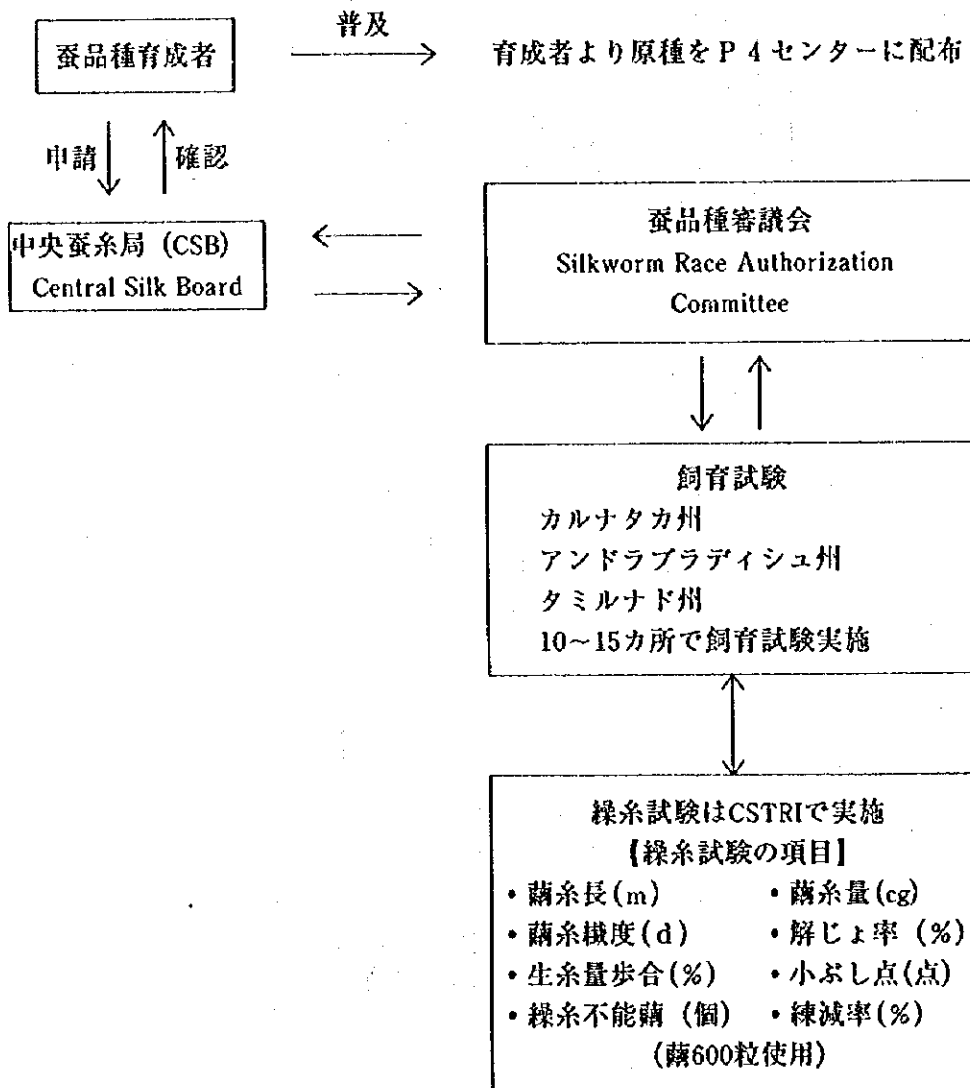 蚕品種育成者
普及
育成者より原種をP4センターに配布
申請
確認
中央蚕糸局 (CSB)
Central Silk Board
蚕品種審議会
Silkworm Race Authorization
Committee
飼育試験
カルナタカ州
アンドラプラディシュ州
タミルナド州
10~15カ所で飼育試験実施
繰糸試験はCSTRIで実施
【繰糸試験の項目】
・繭糸長(m) ・繭糸量(cg)
・繭糸繊度(d) ・解じょ率 (%)
・生糸量歩合(%) ・小ぶし点(点)
・繰糸不能繭 (個) ・練減率(%)
(繭600粒使用)